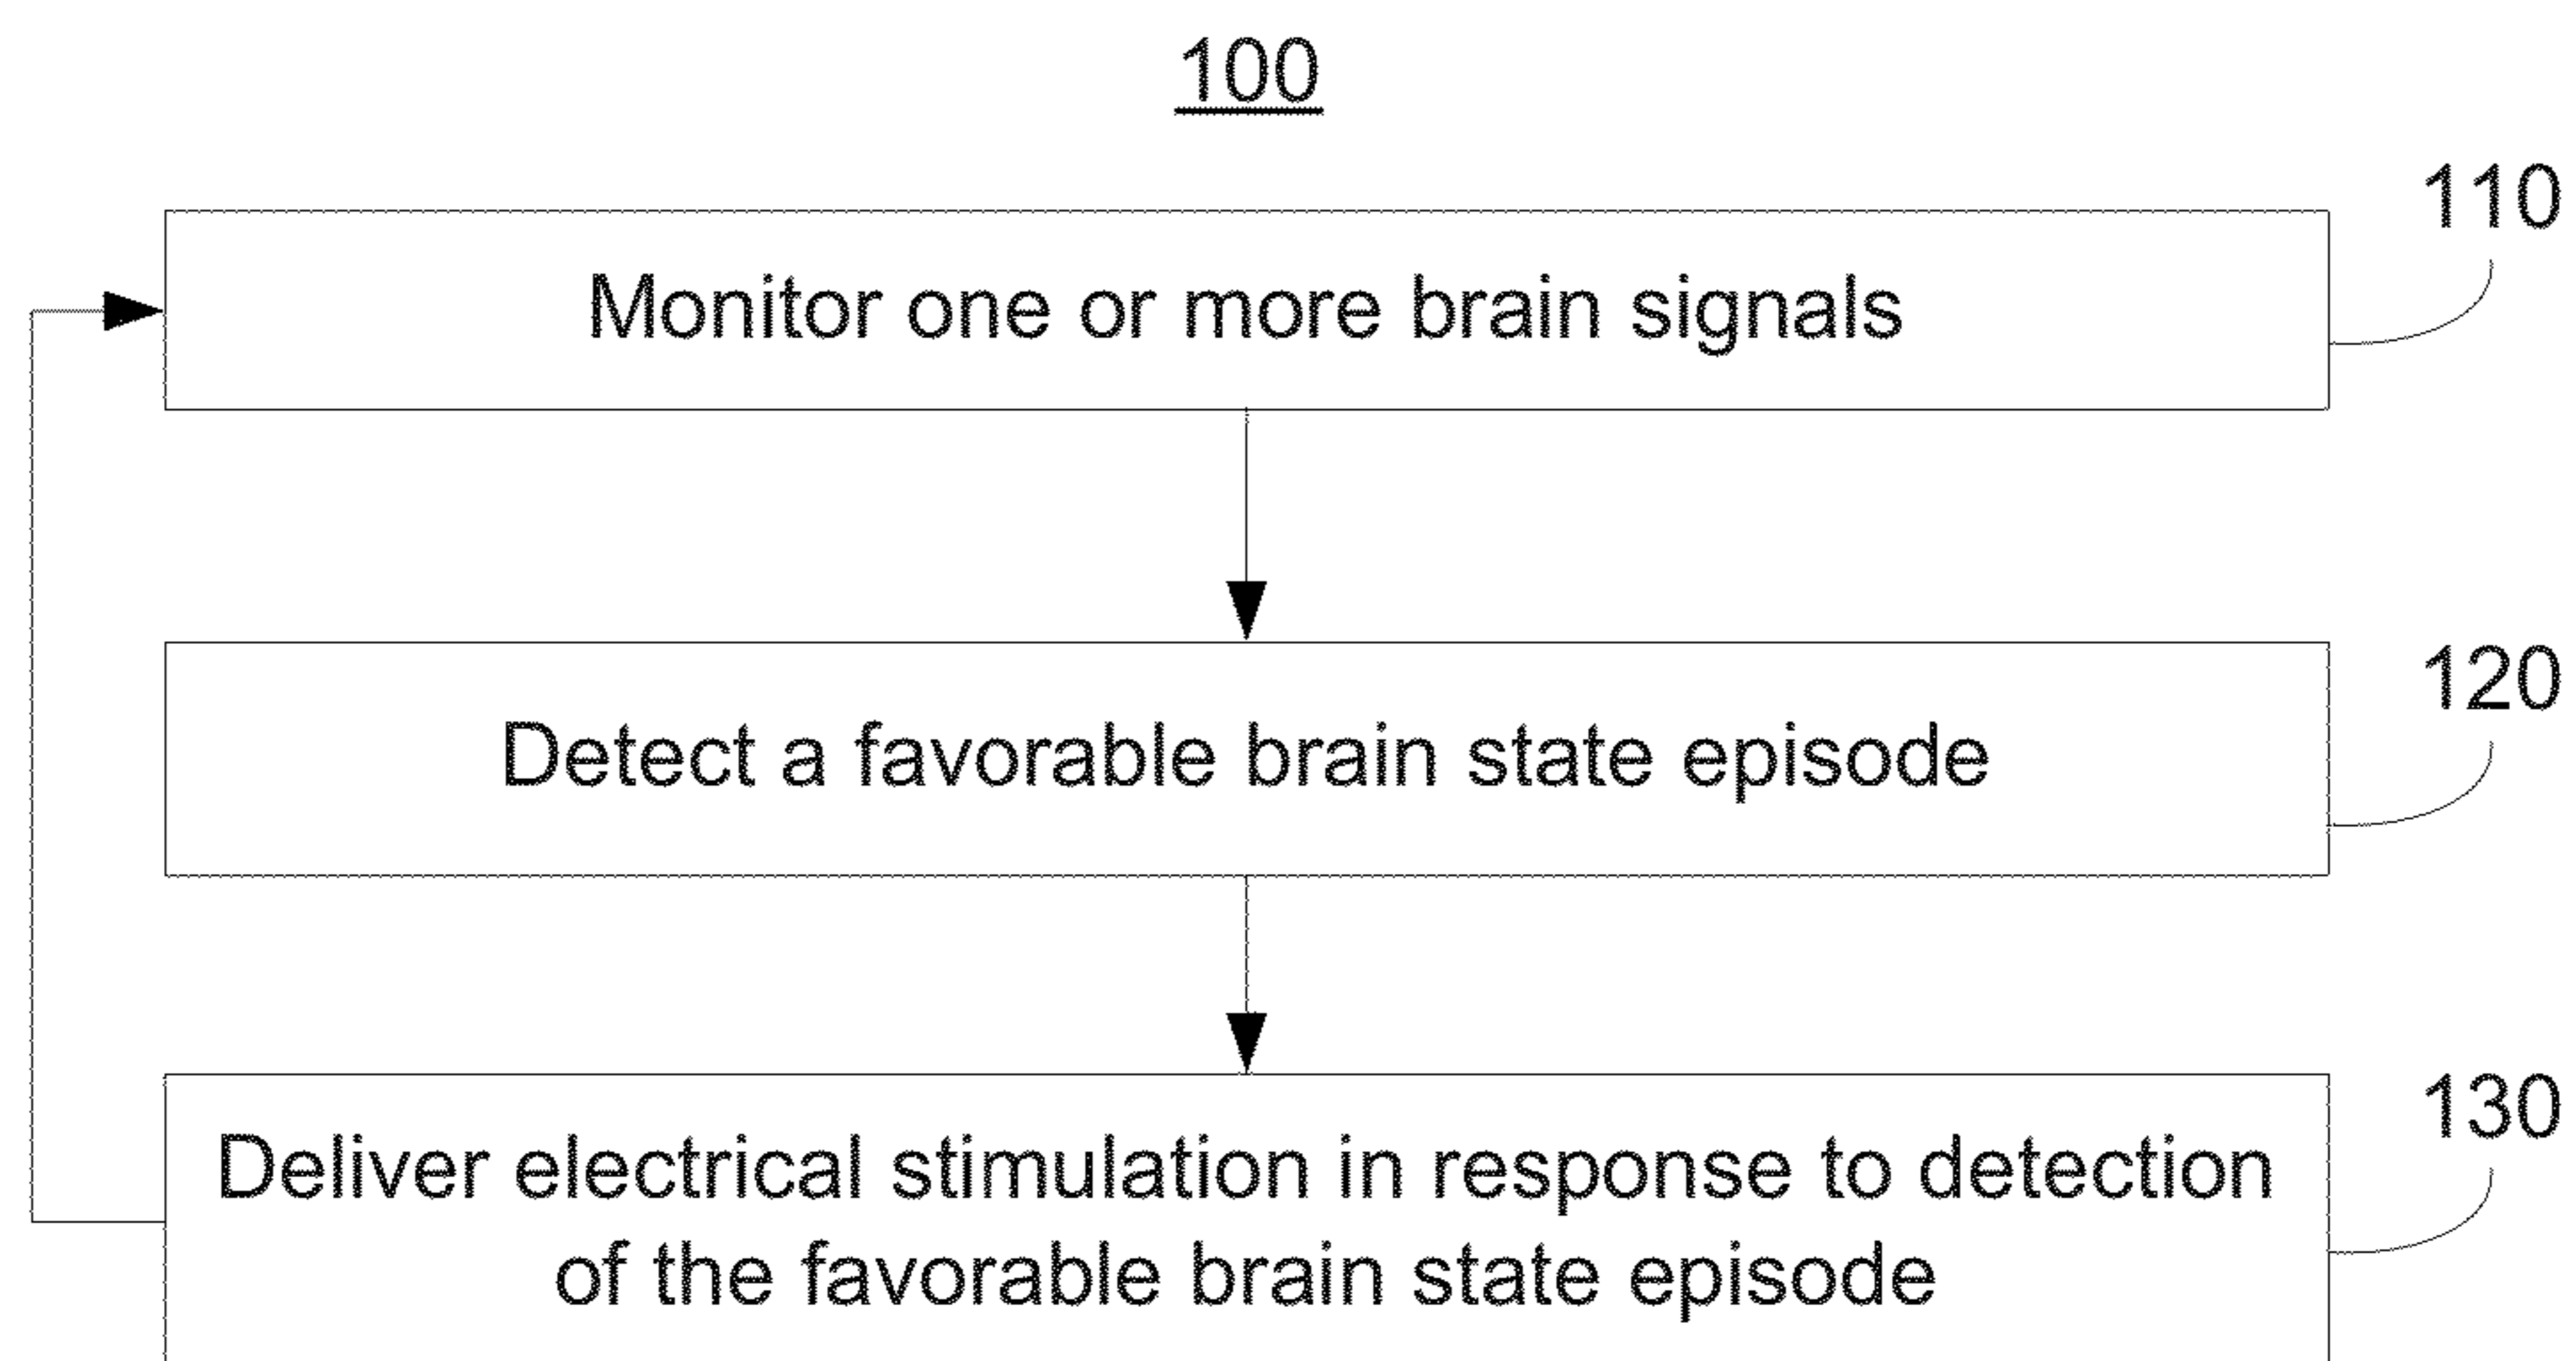 100
110
Monitor one or more brain signals
120
Detect a favorable brain state episode
130
Deliver electrical stimulation in response to detection
of the favorable brain state episode